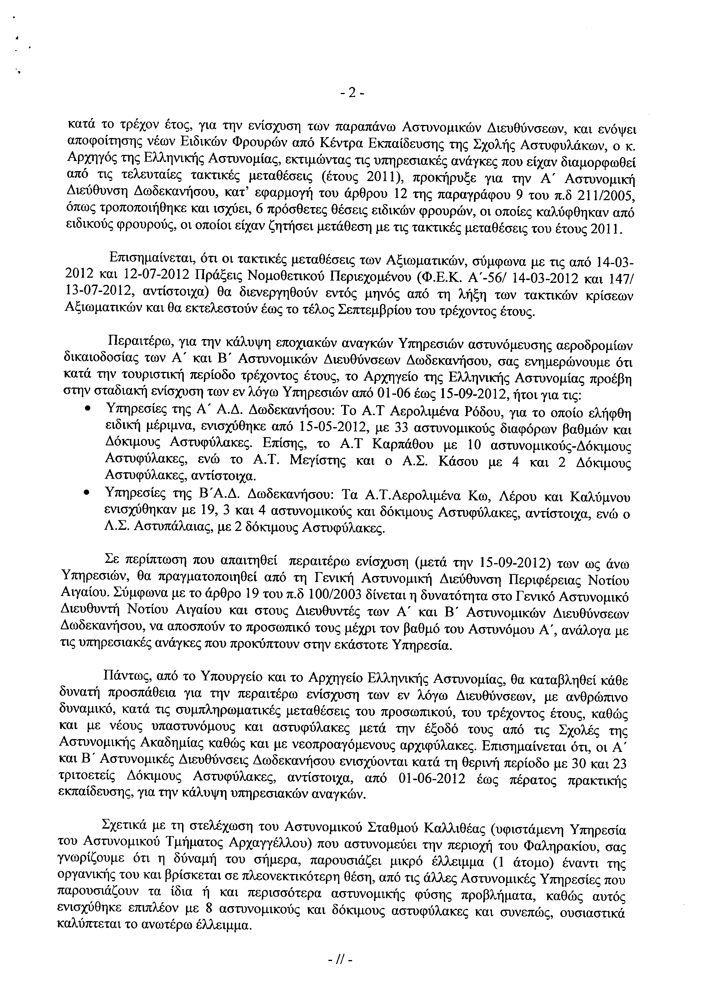 - 2 -
κατά το τρέχον έτος, για την ενίσχυση των παραπάνω Αστυνομικών Διευθύνσεων, και ενόψει
αποφοίτησης νέων Ειδικών Φρουρών από Κέντρα Εκπαίδευσης της Σχολής Αστυφυλάκων, ο κ.
Αρχηγός της Ελληνικής Αστυνομίας, εκτιμώντας τις υπηρεσιακές ανάγκες που είχαν διαμορφωθεί
από τις τελευταίες τακτικές μεταθέσεις (έτους 2011), προκήρυξε για την Α΄ Αστυνομική
Διεύθυνση Δωδεκανήσου, κατ’ εφαρμογή του άρθρου 12 της παραγράφου 9 του π.δ 211/2005,
όπως τροποποιήθηκε και ισχύει, 6 πρόσθετες θέσεις ειδικών φρουρών, οι οποίες καλύφθηκαν από
ειδικούς φρουρούς, οι οποίοι είχαν ζητήσει μετάθεση με τις τακτικές μεταθέσεις του έτους 2011.
Επισημαίνεται, ότι οι τακτικές μεταθέσεις των Αξιωματικών, σύμφωνα με τις από 14-03-
2012 και 12-07-2012 Πράξεις Νομοθετικού Περιεχομένου (Φ.Ε.Κ. Α΄-56/ 14-03-2012 και 147/
13-07-2012, αντίστοιχα) θα διενεργηθούν εντός μηνός από τη λήξη των τακτικών κρίσεων
Αξιωματικών και θα εκτελεστούν έως το τέλος Σεπτεμβρίου του τρέχοντος έτους.
Περαιτέρω, για την κάλυψη εποχιακών αναγκών Υπηρεσιών αστυνόμευσης αεροδρομίων
δικαιοδοσίας των Α΄ και Β΄ Αστυνομικών Διευθύνσεων Δωδεκανήσου, σας ενημερώνουμε ότι
κατά την τουριστική περίοδο τρέχοντος έτους, το Αρχηγείο της Ελληνικής Αστυνομίας προέβη
στην σταδιακή ενίσχυση των εν λόγω Υπηρεσιών από 01-06 έως 15-09-2012, ήτοι για τις:
• Υπηρεσίες της Α΄ Α.Δ. Δωδεκανήσου: Το Α.Τ Αερολιμένα Ρόδου, για το οποίο ελήφθη
ειδική μέριμνα, ενισχύθηκε από 15-05-2012, με 33 αστυνομικούς διαφόρων βαθμών και
Δόκιμους Αστυφύλακες. Επίσης, το Α.Τ Καρπάθου με 10 αστυνομικούς-Δόκιμους
Αστυφύλακες, ενώ το Α.Τ. Μεγίστης και ο Α.Σ. Κάσου με 4 και 2 Δόκιμους
Αστυφύλακες, αντίστοιχα.
• Υπηρεσίες της Β΄Α.Δ. Δωδεκανήσου: Τα Α.Τ.Αερολιμένα Κω, Λέρου και Καλύμνου
ενισχύθηκαν με 19, 3 και 4 αστυνομικούς και δόκιμους Αστυφύλακες, αντίστοιχα, ενώ ο
Λ.Σ. Αστυπάλαιας, με 2 δόκιμους Αστυφύλακες.
Σε περίπτωση που απαιτηθεί περαιτέρω ενίσχυση (μετά την 15-09-2012) των ως άνω
Υπηρεσιών, θα πραγματοποιηθεί από τη Γενική Αστυνομική Διεύθυνση Περιφέρειας Νοτίου
Αιγαίου. Σύμφωνα με το άρθρο 19 του π.δ 100/2003 δίνεται η δυνατότητα στο Γενικό Αστυνομικό
Διευθυντή Νοτίου Αιγαίου και στους Διευθυντές των Α΄ και Β΄ Αστυνομικών Διευθύνσεων
Δωδεκανήσου, να αποσπούν το προσωπικό τους μέχρι τον βαθμό του Αστυνόμου Α΄, ανάλογα με
τις υπηρεσιακές ανάγκες που προκύπτουν στην εκάστοτε Υπηρεσία.
Πάντως, από το Υπουργείο και το Αρχηγείο Ελληνικής Αστυνομίας, θα καταβληθεί κάθε
δυνατή προσπάθεια για την περαιτέρω ενίσχυση των εν λόγω Διευθύνσεων, με ανθρώπινο
δυναμικό, κατά τις συμπληρωματικές μεταθέσεις του προσωπικού, του τρέχοντος έτους, καθώς
και με νέους υπαστυνόμους και αστυφύλακες μετά την έξοδό τους από τις Σχολές της
Αστυνομικής Ακαδημίας καθώς και με νεοπροαγόμενους αρχιφύλακες. Επισημαίνεται ότι, οι Α΄
και Β΄ Αστυνομικές Διευθύνσεις Δωδεκανήσου ενισχύονται κατά τη θερινή περίοδο με 30 και 23
τριτοετείς Δόκιμους Αστυφύλακες, αντίστοιχα, από 01-06-2012 έως πέρατος πρακτικής
εκπαίδευσης, για την κάλυψη υπηρεσιακών αναγκών.
Σχετικά με τη στελέχωση του Αστυνομικού Σταθμού Καλλιθέας (υφιστάμενη Υπηρεσία
του Αστυνομικού Τμήματος Αρχαγγέλλου) που αστυνομεύει την περιοχή του Φαληρακίου, σας
γνωρίζουμε ότι η δύναμή του σήμερα, παρουσιάζει μικρό έλλειμμα (1 άτομο) έναντι της
οργανικής του και βρίσκεται σε πλεονεκτικότερη θέση, από τις άλλες Αστυνομικές Υπηρεσίες που
παρουσιάζουν τα ίδια ή και περισσότερα αστυνομικής φύσης προβλήματα, καθώς αυτός
ενισχύθηκε επιπλέον με 8 αστυνομικούς και δόκιμους αστυφύλακες και συνεπώς, ουσιαστικά
καλύπτεται το ανωτέρω έλλειμμα.
- // -